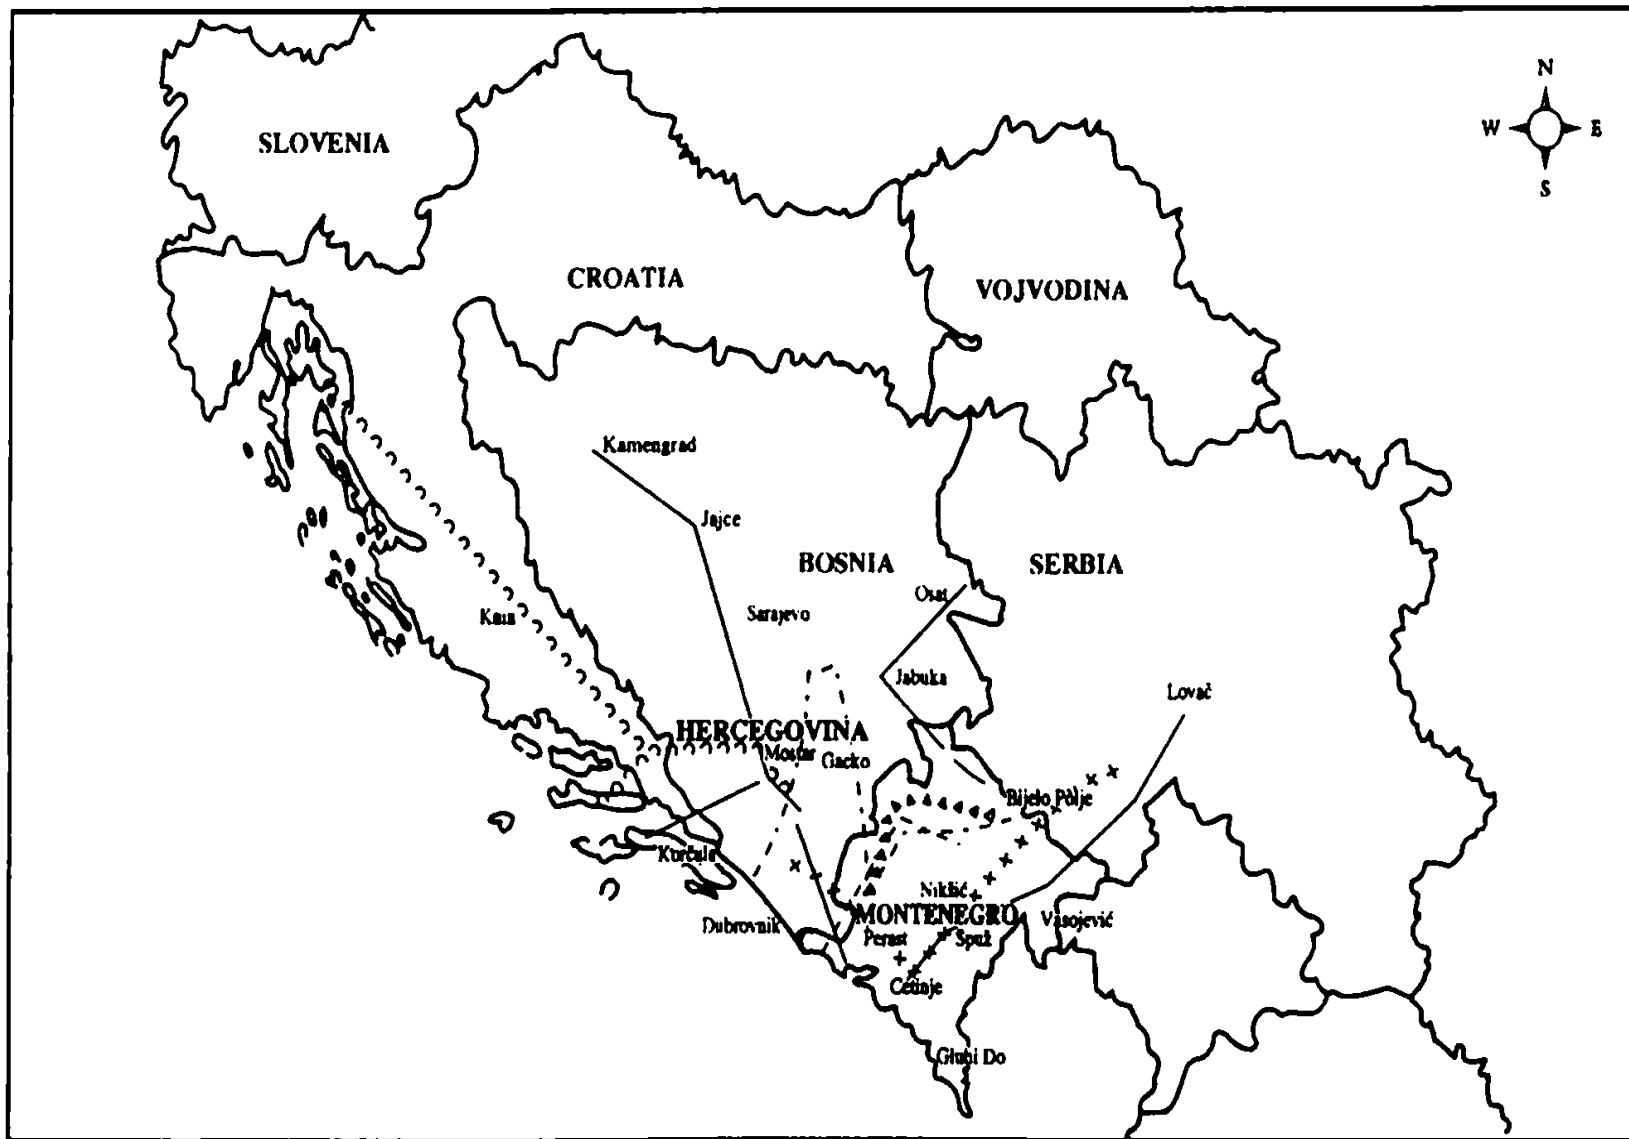 N
W E
S
SLOVENIA
CROATIA
VOJVODINA
Kamengrad
Jajce
BOSNIA
SERBIA
Osat
Sarajevo
Jabuka
Lovač
HERCEGOVINA
Mostar
Gacko
Bijelo Polje
Korčula
Nikšić
MONTENEGRO
Vasojević
Dubrovnik
Perast
Spuž
Cetinje
Gluhi Do